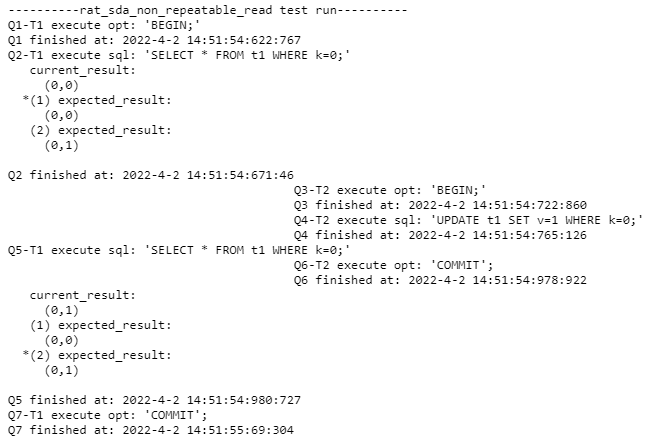 ----------rat_sda_non_repeatable_read test run----------
Q1-T1 execute opt: 'BEGIN;'
Q1 finished at: 2022-4-2 14:51:54:622:767
Q2-T1 execute sql: 'SELECT * FROM t1 WHERE k=0;'
current_result:
(0,0)
*(1) expected_result:
(0,0)
(2) expected_result:
(0,1)
Q2 finished at: 2022-4-2 14:51:54:671:46
Q3-T2 execute opt: 'BEGIN;'
Q3 finished at: 2022-4-2 14:51:54:722:860
Q4-T2 execute sql: 'UPDATE t1 SET v=1 WHERE k=0;'
Q4 finished at: 2022-4-2 14:51:54:765:126
Q5-T1 execute sql: 'SELECT * FROM t1 WHERE k=0;'
Q6-T2 execute opt: 'COMMIT';
Q6 finished at: 2022-4-2 14:51:54:978:922
current_result:
(0,1)
(1) expected_result:
(0,0)
*(2) expected_result:
(0,1)
Q5 finished at: 2022-4-2 14:51:54:980:727
Q7-T1 execute opt: 'COMMIT';
Q7 finished at: 2022-4-2 14:51:55:69:304